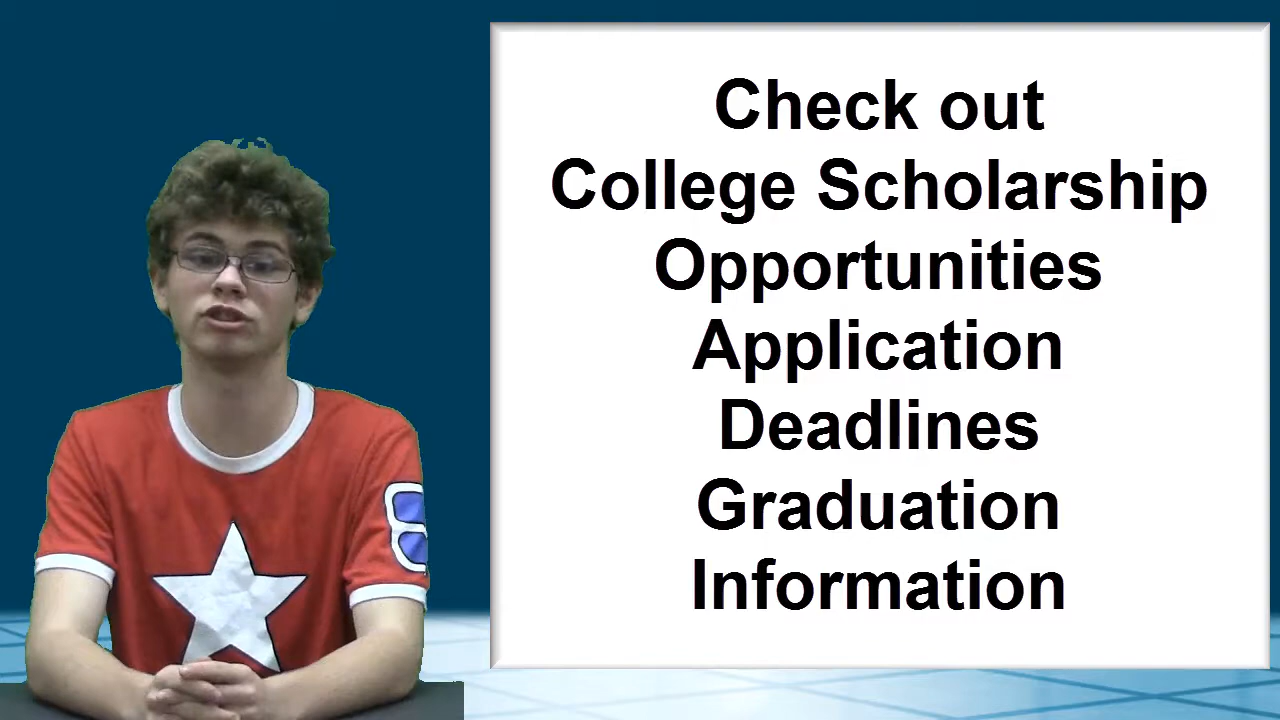 Check out
College Scholarship
Opportunities
Application
Deadlines
Graduation
Information